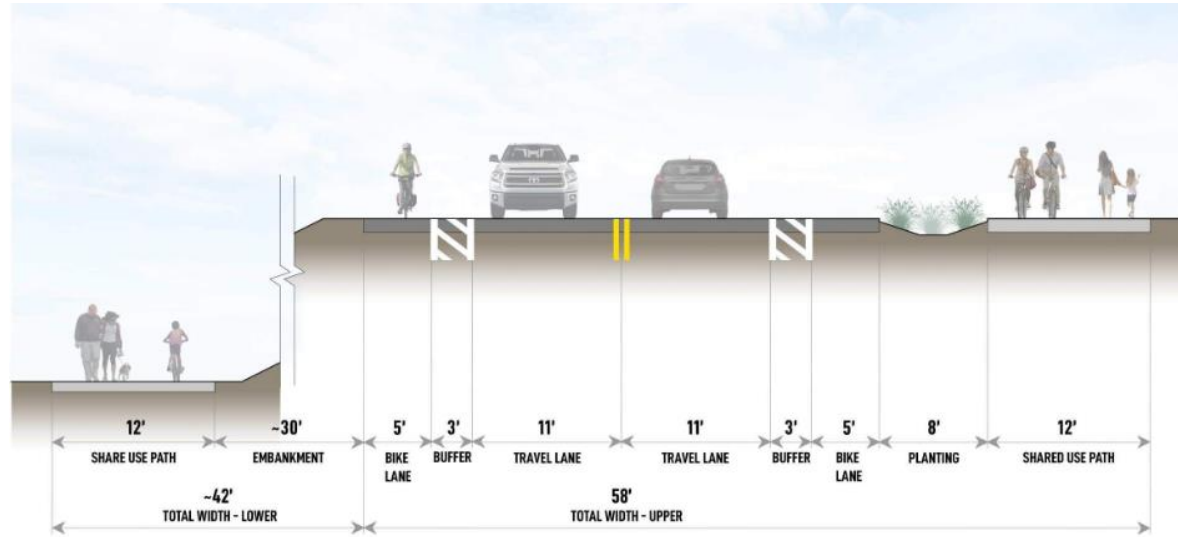 12' ~30' 5' 3' 11' 11' 3' 5' 8' 12'
SHARE USE PATH EMBANKMENT BIKE BUFFER TRAVEL LANE TRAVEL LANE BUFFER BIKE PLANTING SHARED USE PATH
LANE LANE
~42' 58'
TOTAL WIDTH - LOWER TOTAL WIDTH - UPPER